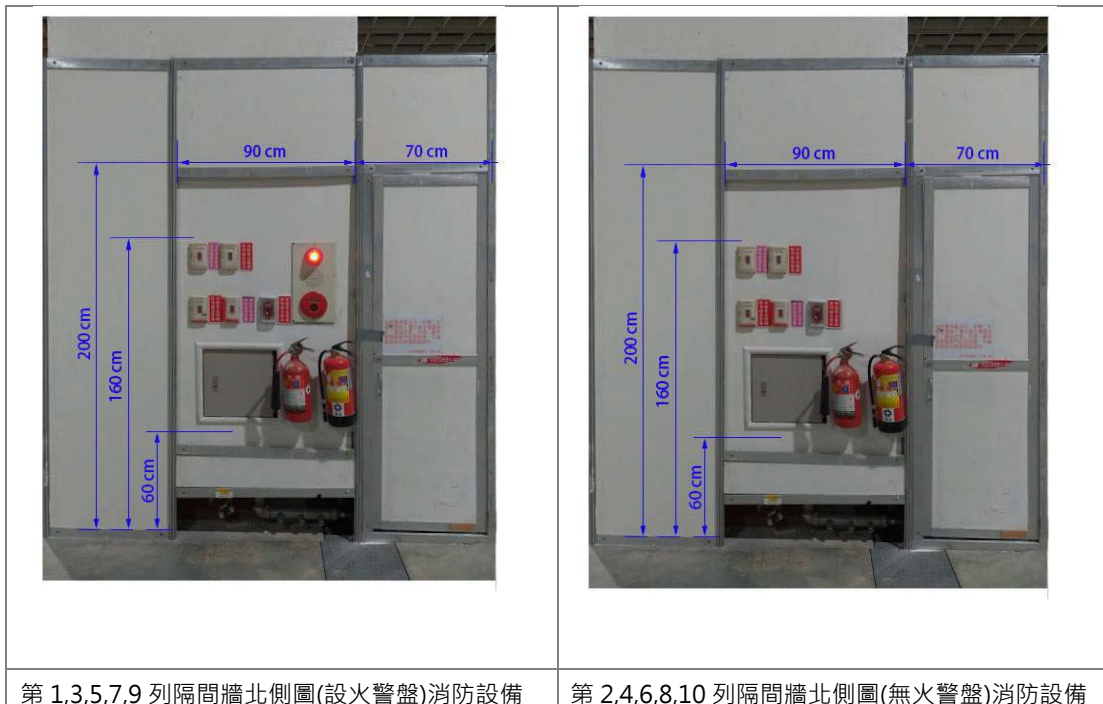 90 cm
70 cm
200 cm
160 cm
60 cm
90 cm
70 cm
200 cm
160 cm
60 cm
第 1,3,5,7,9 列隔間牆北側圖(設火警盤)消防設備
第 2,4,6,8,10 列隔間牆北側圖(無火警盤)消防設備